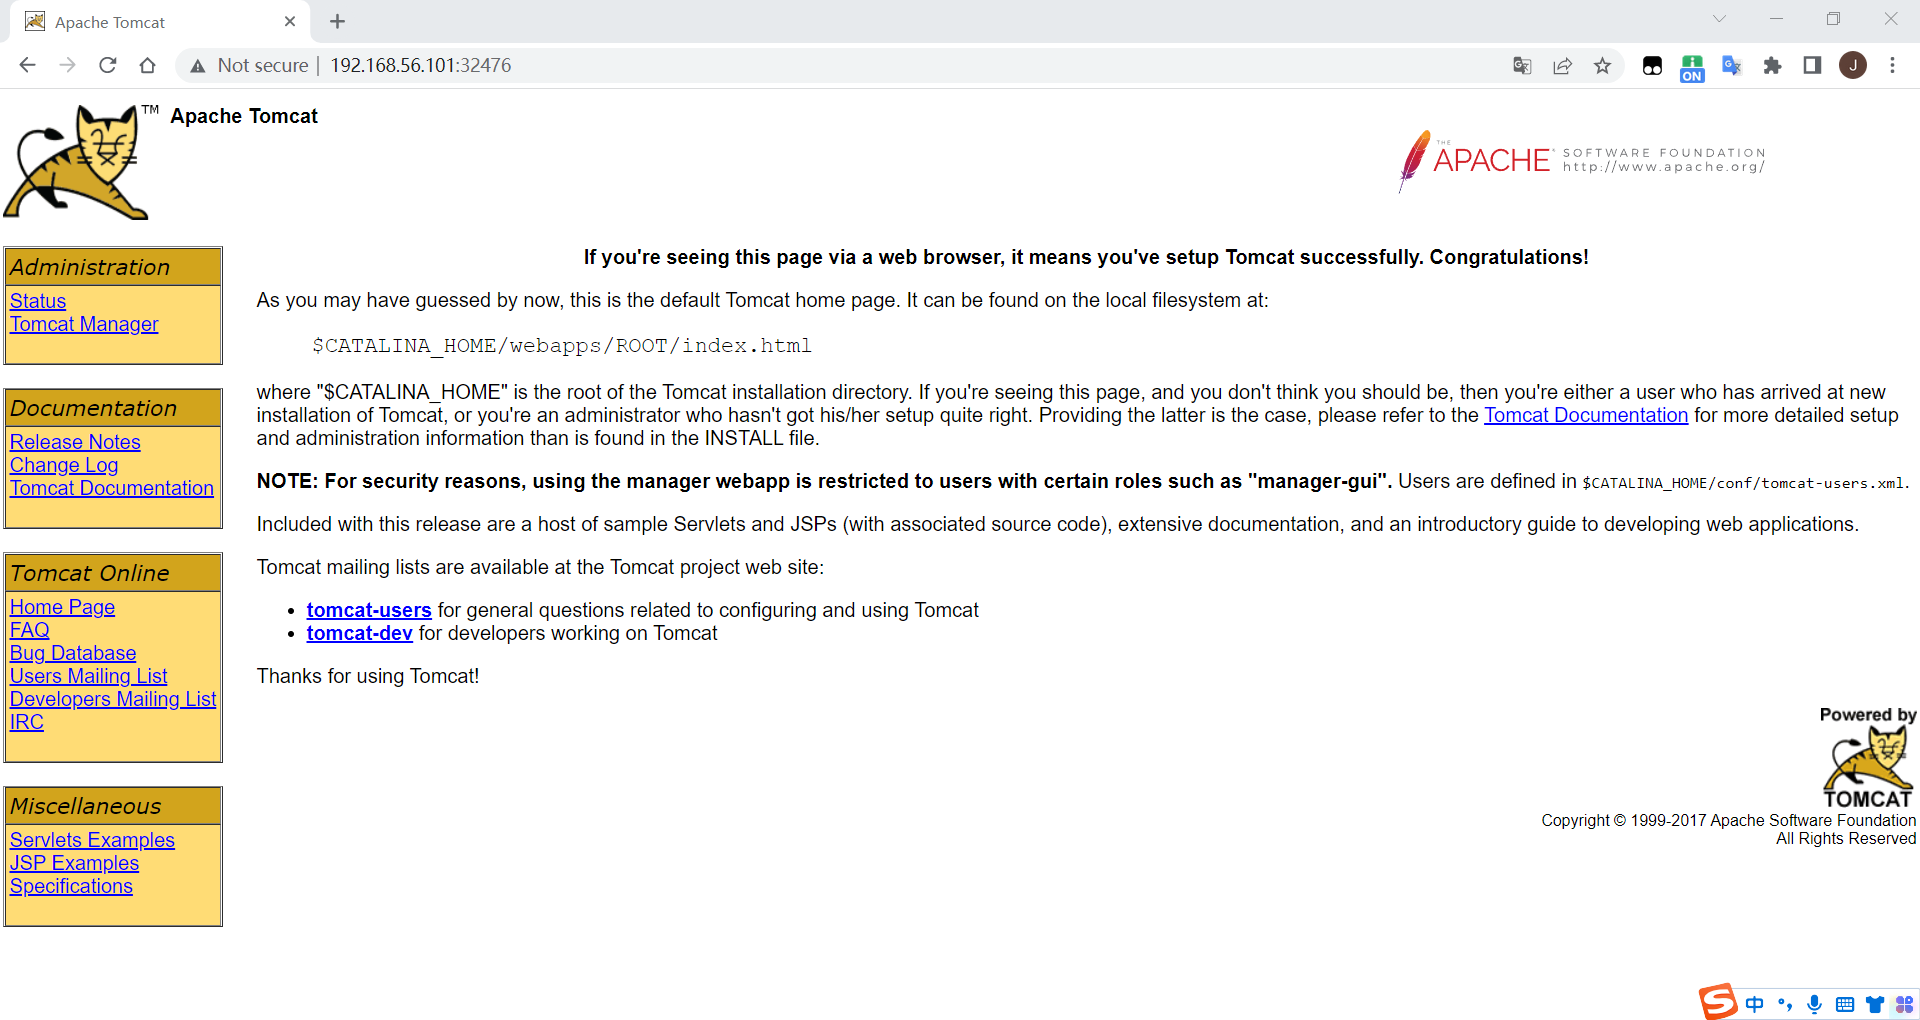 Apache Tomcat
Not secure | 192.168.56.101:32476
ON
J
TM
Apache Tomcat
THE
APACHE SOFTWARE FOUNDATION
http://www.apache.org/
Administration
Status
Tomcat Manager
Documentation
Release Notes
Change Log
Tomcat Documentation
Tomcat Online
Home Page
FAQ
Bug Database
Users Mailing List
Developers Mailing List
IRC
Miscellaneous
Servlets Examples
JSP Examples
Specifications
If you're seeing this page via a web browser, it means you've setup Tomcat successfully. Congratulations!
As you may have guessed by now, this is the default Tomcat home page. It can be found on the local filesystem at:
$CATALINA_HOME/webapps/ROOT/index.html
where "$CATALINA_HOME" is the root of the Tomcat installation directory. If you're seeing this page, and you don't think you should be, then you're either a user who has arrived at new
installation of Tomcat, or you're an administrator who hasn't got his/her setup quite right. Providing the latter is the case, please refer to the Tomcat Documentation for more detailed setup
and administration information than is found in the INSTALL file.
NOTE: For security reasons, using the manager webapp is restricted to users with certain roles such as "manager-gui". Users are defined in $CATALINA_HOME/conf/tomcat-users.xml.
Included with this release are a host of sample Servlets and JSPs (with associated source code), extensive documentation, and an introductory guide to developing web applications.
Tomcat mailing lists are available at the Tomcat project web site:
• tomcat-users for general questions related to configuring and using Tomcat
• tomcat-dev for developers working on Tomcat
Thanks for using Tomcat!
Powered by
TOMCAT
Copyright © 1999-2017 Apache Software Foundation
All Rights Reserved
S 中